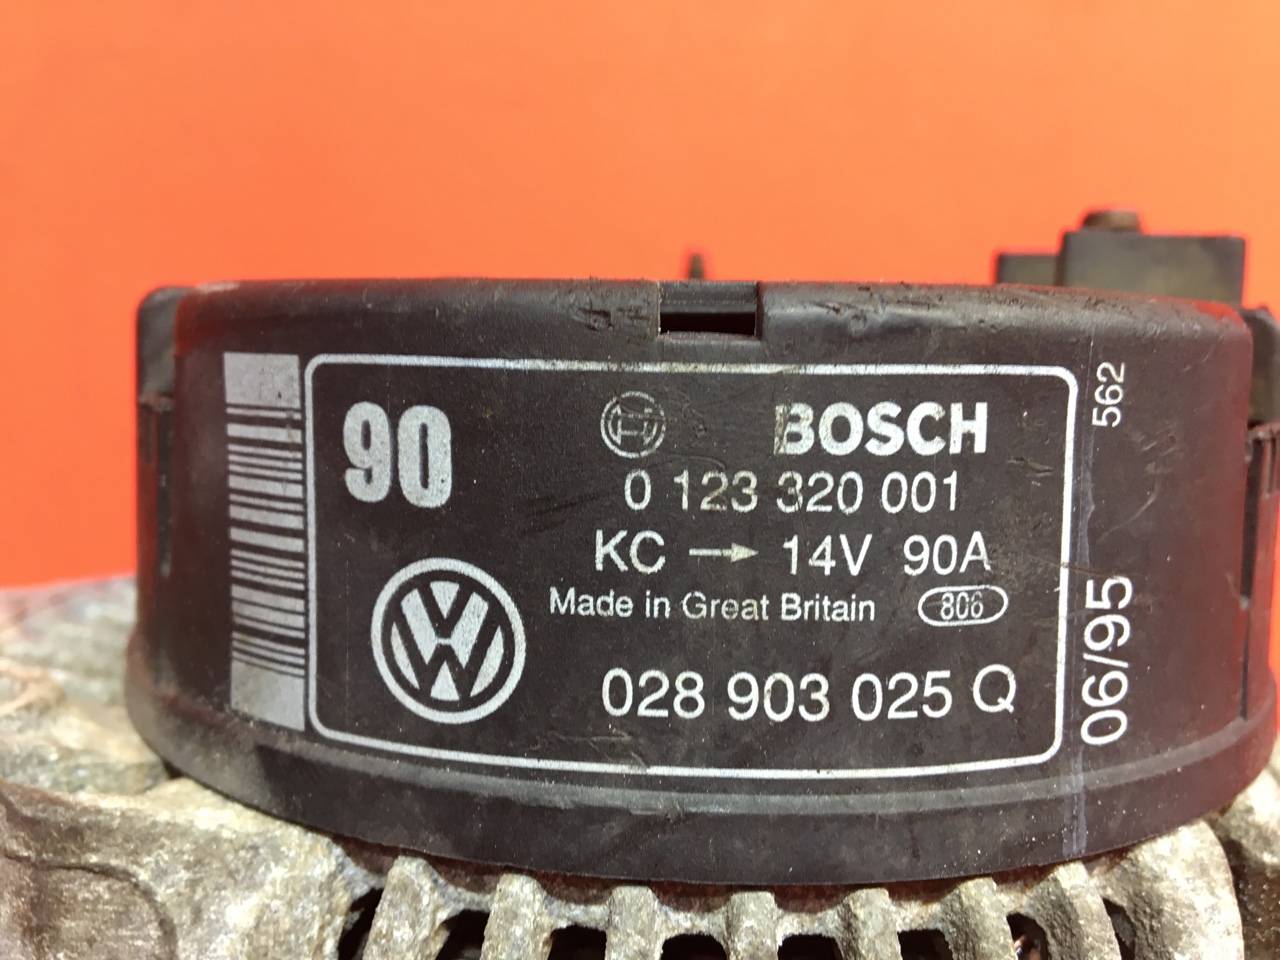 90
BOSCH
0 123 320 001
KC → 14V 90A
Made in Great Britain 806
028 903 025 Q
562
06/95